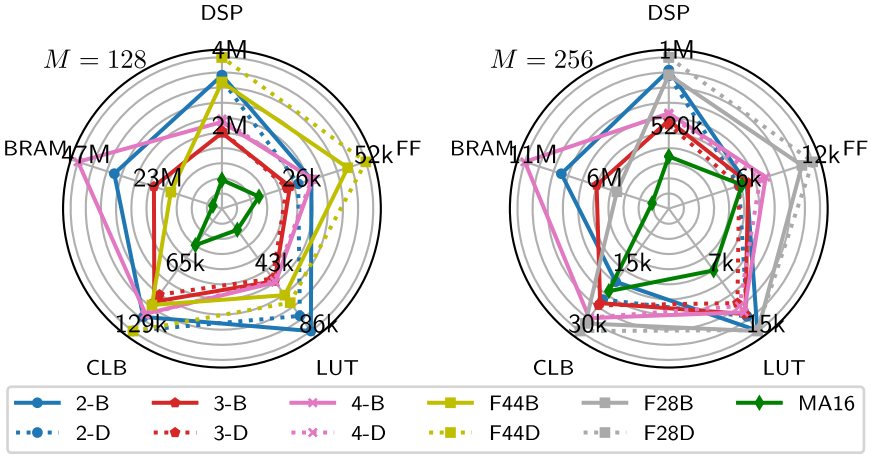 DSP
DSP
M = 128
4M
M = 256
1M
2M
520k
BRAM
47M
52k
FF
BRAM
11M
12k
FF
23M
26k
6M
6k
65k
43k
15k
7k
129k
86k
30k
15k
CLB
LUT
CLB
LUT
2-B
3-B
4-B
F44B
F28B
MA16
2-D
3-D
4-D
F44D
F28D